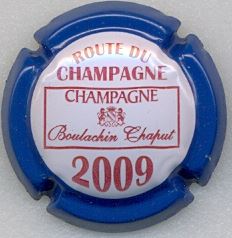 ROUTE DU
CHAMPAGNE
CHAMPAGNE
Boulachin Chaput
2009